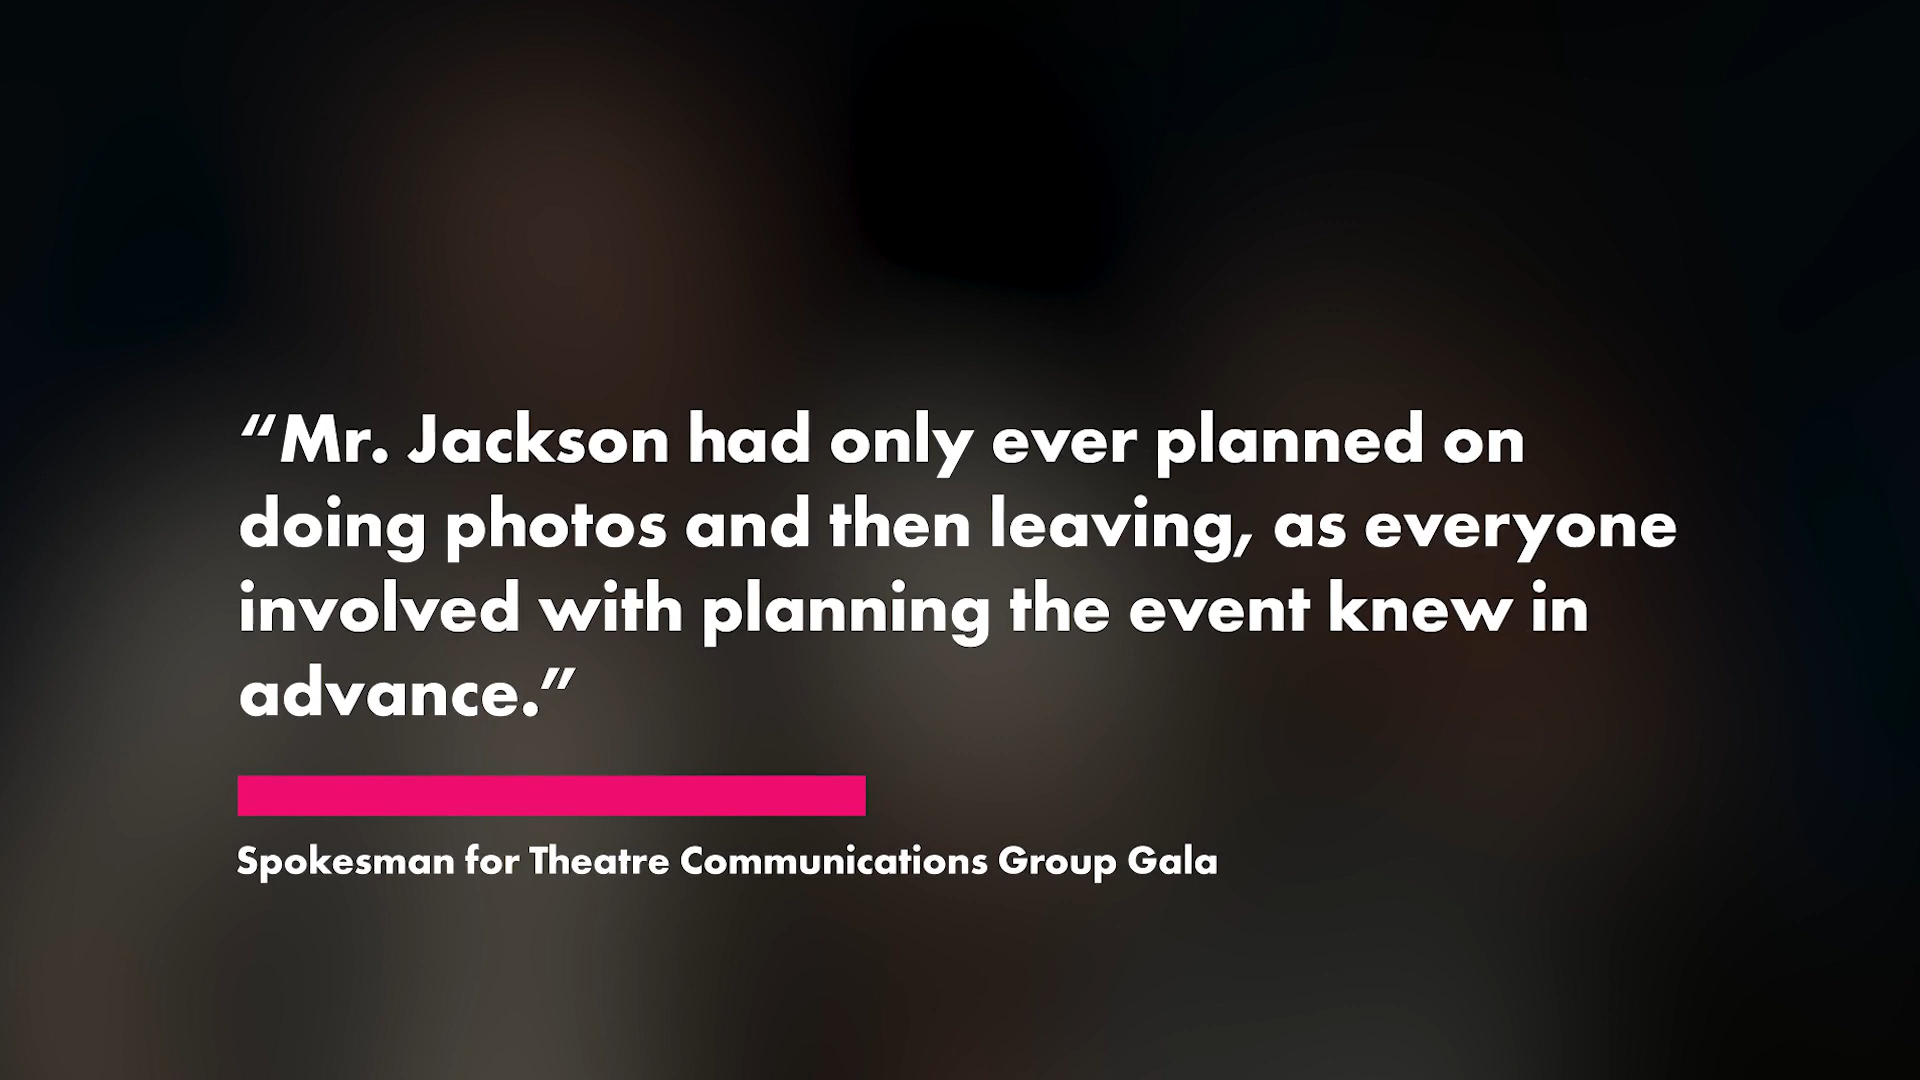 “Mr. Jackson had only ever planned on
doing photos and then leaving, as everyone
involved with planning the event knew in
advance.”
Spokesman for Theatre Communications Group Gala